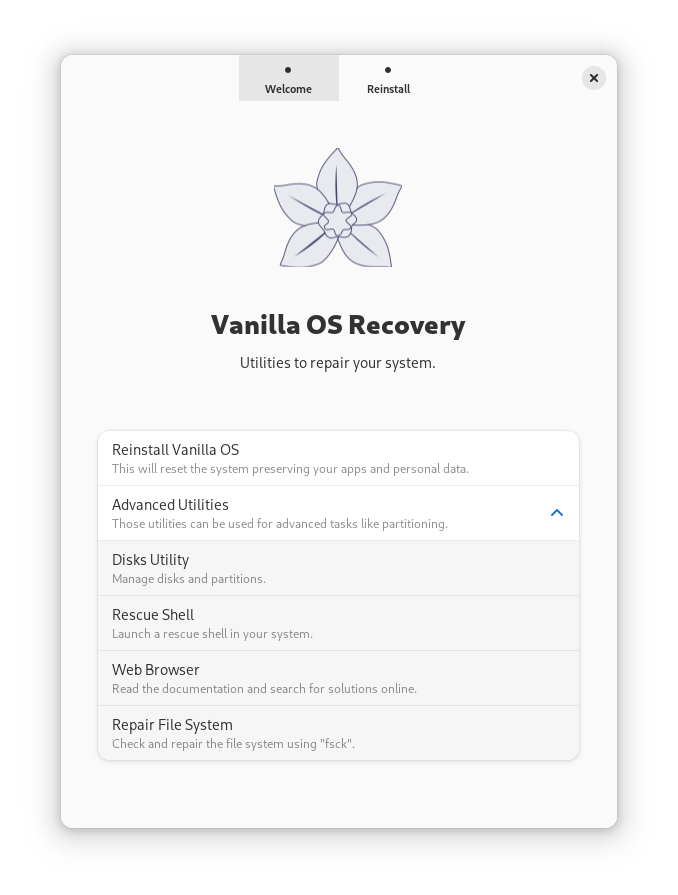 Welcome
Reinstall
Vanilla OS Recovery
Utilities to repair your system.
Reinstall Vanilla OS
This will reset the system preserving your apps and personal data.
Advanced Utilities
Those utilities can be used for advanced tasks like partitioning.
Disks Utility
Manage disks and partitions.
Rescue Shell
Launch a rescue shell in your system.
Web Browser
Read the documentation and search for solutions online.
Repair File System
Check and repair the file system using "fsck".